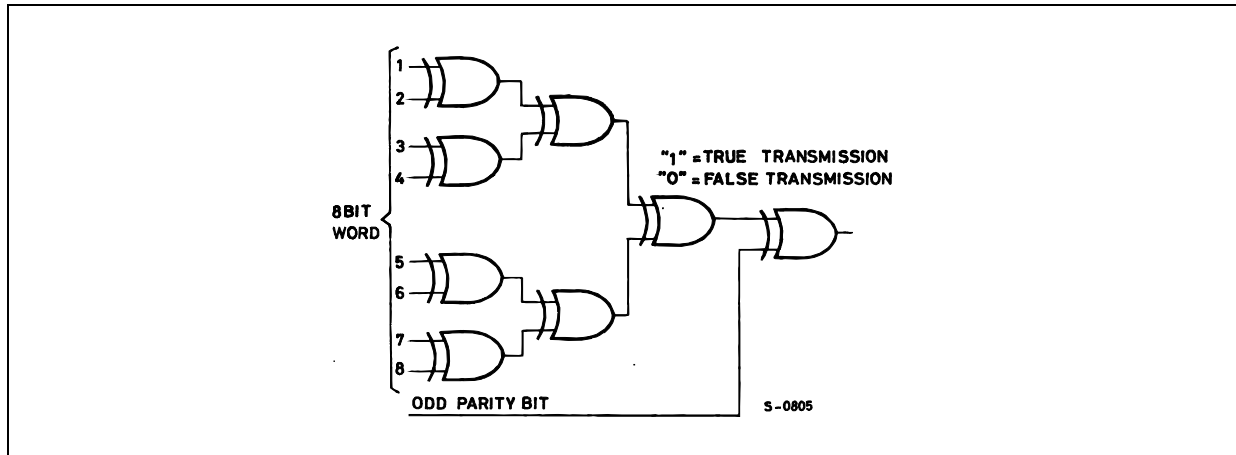 1
2
3
4
8BIT
WORD
5
6
7
8
"1" = TRUE TRANSMISSION
"0" = FALSE TRANSMISSION
ODD PARITY BIT
S-0805